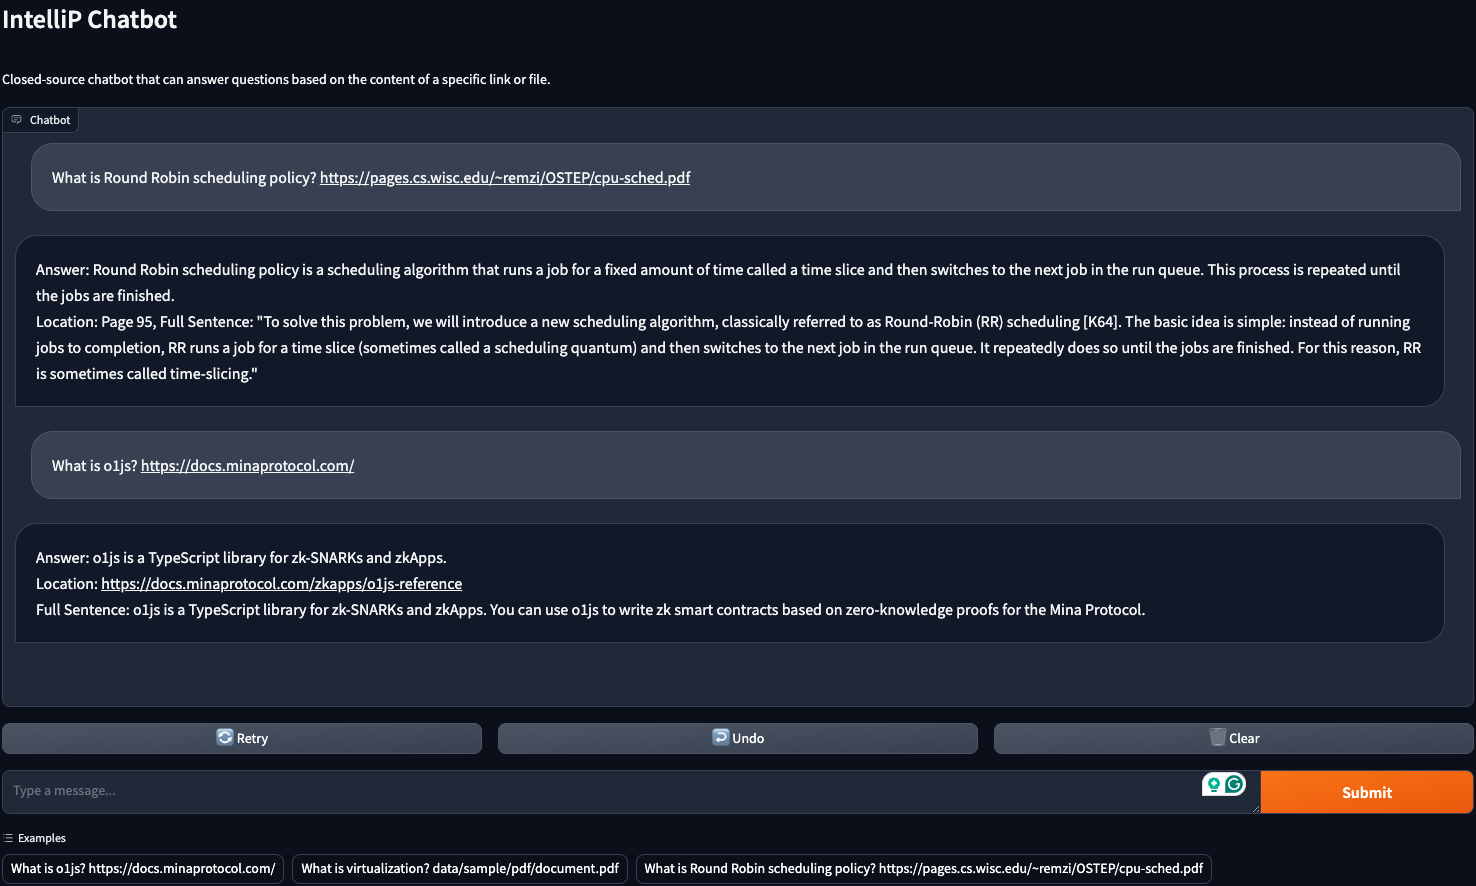 IntelliP Chatbot
Closed-source chatbot that can answer questions based on the content of a specific link or file.
Chatbot
What is Round Robin scheduling policy? https://pages.cs.wisc.edu/~remzi/OSTEP/cpu-sched.pdf
Answer: Round Robin scheduling policy is a scheduling algorithm that runs a job for a fixed amount of time called a time slice and then switches to the next job in the run queue. This process is repeated until
the jobs are finished.
Location: Page 95, Full Sentence: "To solve this problem, we will introduce a new scheduling algorithm, classically referred to as Round-Robin (RR) scheduling [K64]. The basic idea is simple: instead of running
jobs to completion, RR runs a job for a time slice (sometimes called a scheduling quantum) and then switches to the next job in the run queue. It repeatedly does so until the jobs are finished. For this reason, RR
is sometimes called time-slicing."
What is o1js? https://docs.minaprotocol.com/
Answer: o1js is a TypeScript library for zk-SNARKs and zkApps.
Location: https://docs.minaprotocol.com/zkapps/o1js-reference
Full Sentence: o1js is a TypeScript library for zk-SNARKs and zkApps. You can use o1js to write zk smart contracts based on zero-knowledge proofs for the Mina Protocol.
Retry Undo Clear
Type a message...
Submit
Examples
What is o1js? https://docs.minaprotocol.com/ What is virtualization? data/sample/pdf/document.pdf What is Round Robin scheduling policy? https://pages.cs.wisc.edu/~remzi/OSTEP/cpu-sched.pdf